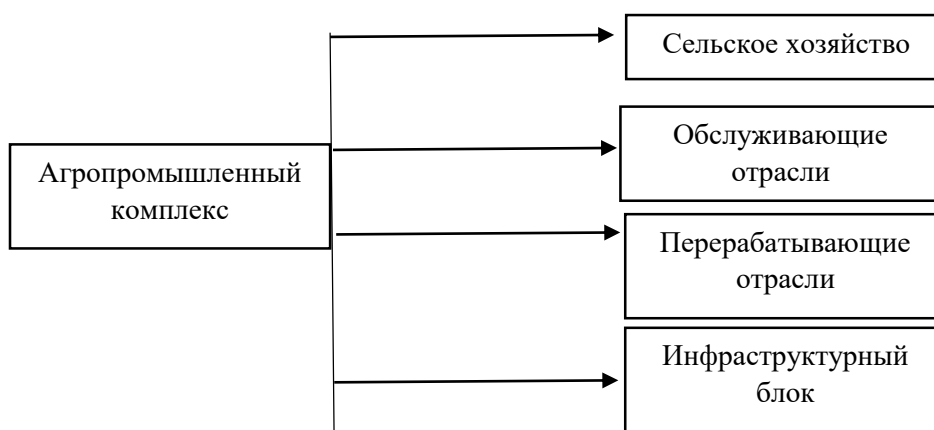 Сельское хозяйство
Обслуживающие
отрасли
Агропромышленный
комплекс
Перерабатывающие
отрасли
Инфраструктурный
блок